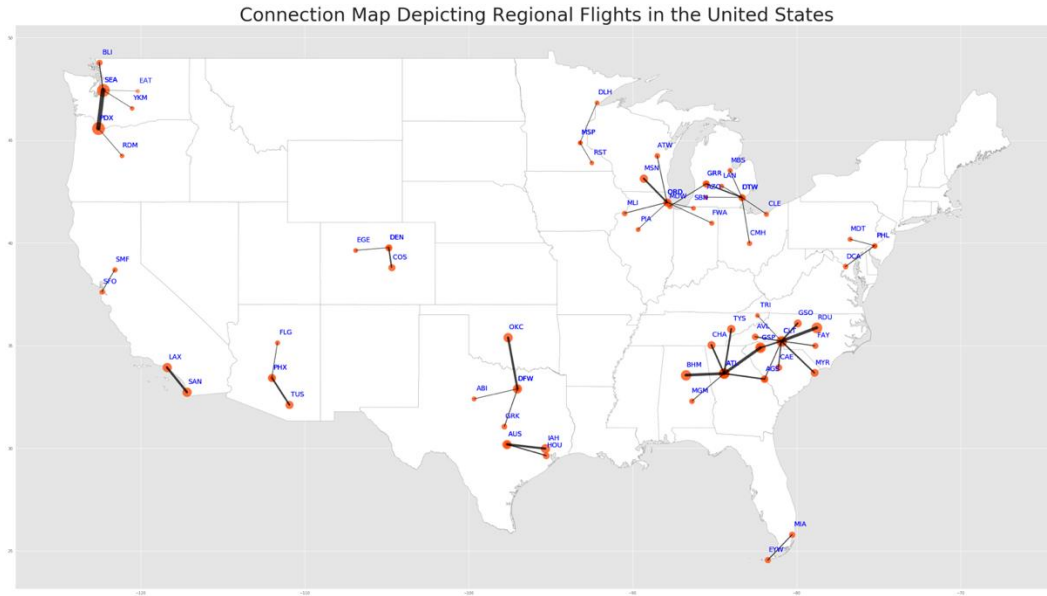 Connection Map Depicting Regional Flights in the United States
BLI
SEA
EAT
YKM
PDX
RDM
DLH
MSP
RST
ATW
MSN
MBS
GRR
LAN
AZO
DTW
ORD
MDW
SBN
MLI
PIA
FWA
CLE
CMH
MDT
PHL
DCA
EGE
DEN
COS
SMF
SFO
LAX
SAN
FLG
PHX
TUS
OKC
DFW
ABI
GRK
AUS
IAH
HOU
TRI
TYS
GSO
RDU
AVL
CLT
FAY
CHA
GSP
CAE
BHM
ATL
AGS
MYR
MGM
MIA
EYW